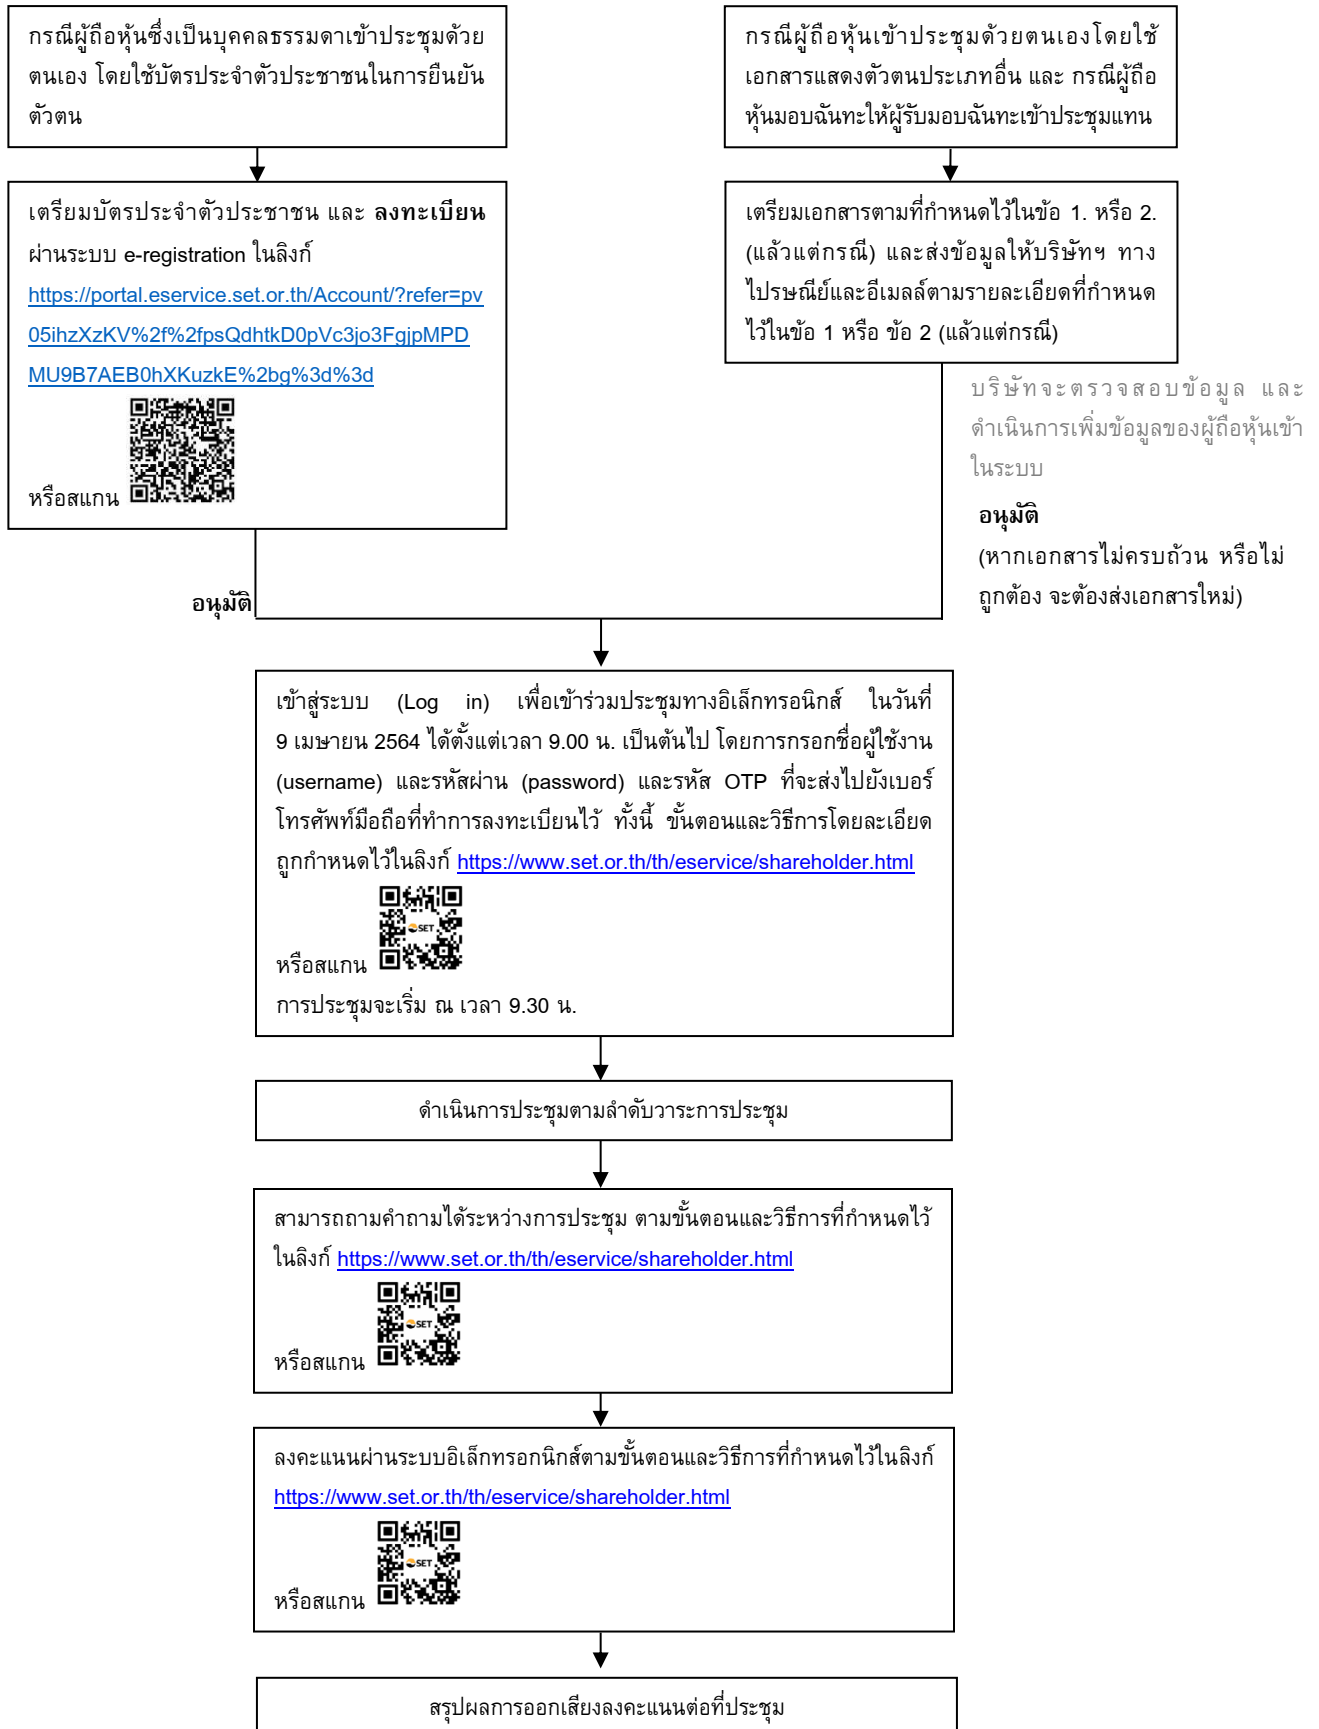 กรณีผู้ถือหุ้นซึ่งเป็นบุคคลธรรมดาเข้าประชุมด้วย
ตนเอง โดยใช้บัตรประจำตัวประชาชนในการยืนยัน
ตัวตน
กรณีผู้ถือหุ้นเข้าประชุมด้วยตนเองโดยใช้
เอกสารแสดงตัวตนประเภทอื่น และ กรณีผู้ถือ
หุ้นมอบฉันทะให้ผู้รับมอบฉันทะเข้าประชุมแทน
เตรียมบัตรประจำตัวประชาชน และ ลงทะเบียน
ผ่านระบบ e-registration ในลิงก์
https://portal.eservice.set.or.th/Account/?refer=pv
05ihzXzKV%2f%2fpsQdhtkD0pVc3jo3FgjpMPD
MU9B7AEB0hXKuzkE%2bg%3d%3d
หรือสแกน
เตรียมเอกสารตามที่กำหนดไว้ในข้อ 1. หรือ 2.
(แล้วแต่กรณี) และส่งข้อมูลให้บริษัทฯ ทาง
ไปรษณีย์และอีเมลล์ตามรายละเอียดที่กำหนด
ไว้ในข้อ 1 หรือ ข้อ 2 (แล้วแต่กรณี)
บริษัทจะตรวจสอบข้อมูล และ
ดำเนินการเพิ่มข้อมูลของผู้ถือหุ้นเข้า
ในระบบ
อนุมัติ
(หากเอกสารไม่ครบถ้วน หรือไม่
ถูกต้อง จะต้องส่งเอกสารใหม่)
อนุมัติ
เข้าสู่ระบบ (Log in) เพื่อเข้าร่วมประชุมทางอิเล็กทรอนิกส์ ในวันที่
9 เมษายน 2564 ได้ตั้งแต่เวลา 9.00 น. เป็นต้นไป โดยการกรอกชื่อผู้ใช้งาน
(username) และรหัสผ่าน (password) และรหัส OTP ที่จะส่งไปยังเบอร์
โทรศัพท์มือถือที่ทำการลงทะเบียนไว้ ทั้งนี้ ขั้นตอนและวิธีการโดยละเอียด
ถูกกำหนดไว้ในลิงก์ https://www.set.or.th/th/eservice/shareholder.html
SET
หรือสแกน
การประชุมจะเริ่ม ณ เวลา 9.30 น.
ดำเนินการประชุมตามลำดับวาระการประชุม
สามารถถามคำถามได้ระหว่างการประชุม ตามขั้นตอนและวิธีการที่กำหนดไว้
ในลิงก์ https://www.set.or.th/th/eservice/shareholder.html
SET
หรือสแกน
ลงคะแนนผ่านระบบอิเล็กทรอกนิกส์ตามขั้นตอนและวิธีการที่กำหนดไว้ในลิงก์
https://www.set.or.th/th/eservice/shareholder.html
SET
หรือสแกน
สรุปผลการออกเสียงลงคะแนนต่อที่ประชุม